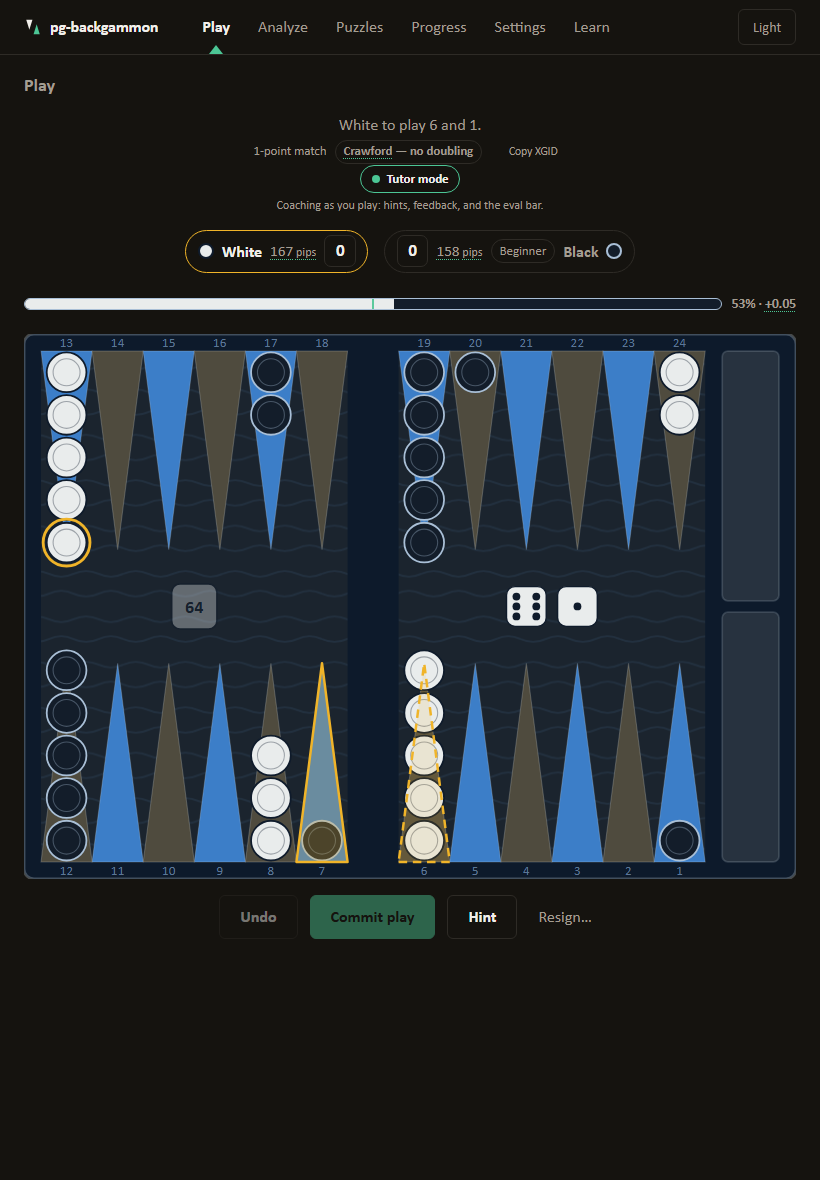 pg-backgammon Play Analyze Puzzles Progress Settings Learn Light
Play
White to play 6 and 1.
1-point match Crawford — no doubling Copy XGID
Tutor mode
Coaching as you play: hints, feedback, and the eval bar.
White 167 pips 0 0 158 pips Beginner Black
53% · +0.05
13 14 15 16 17 18 19 20 21 22 23 24
64
12 11 10 9 8 7 6 5 4 3 2 1
Undo Commit play Hint Resign...